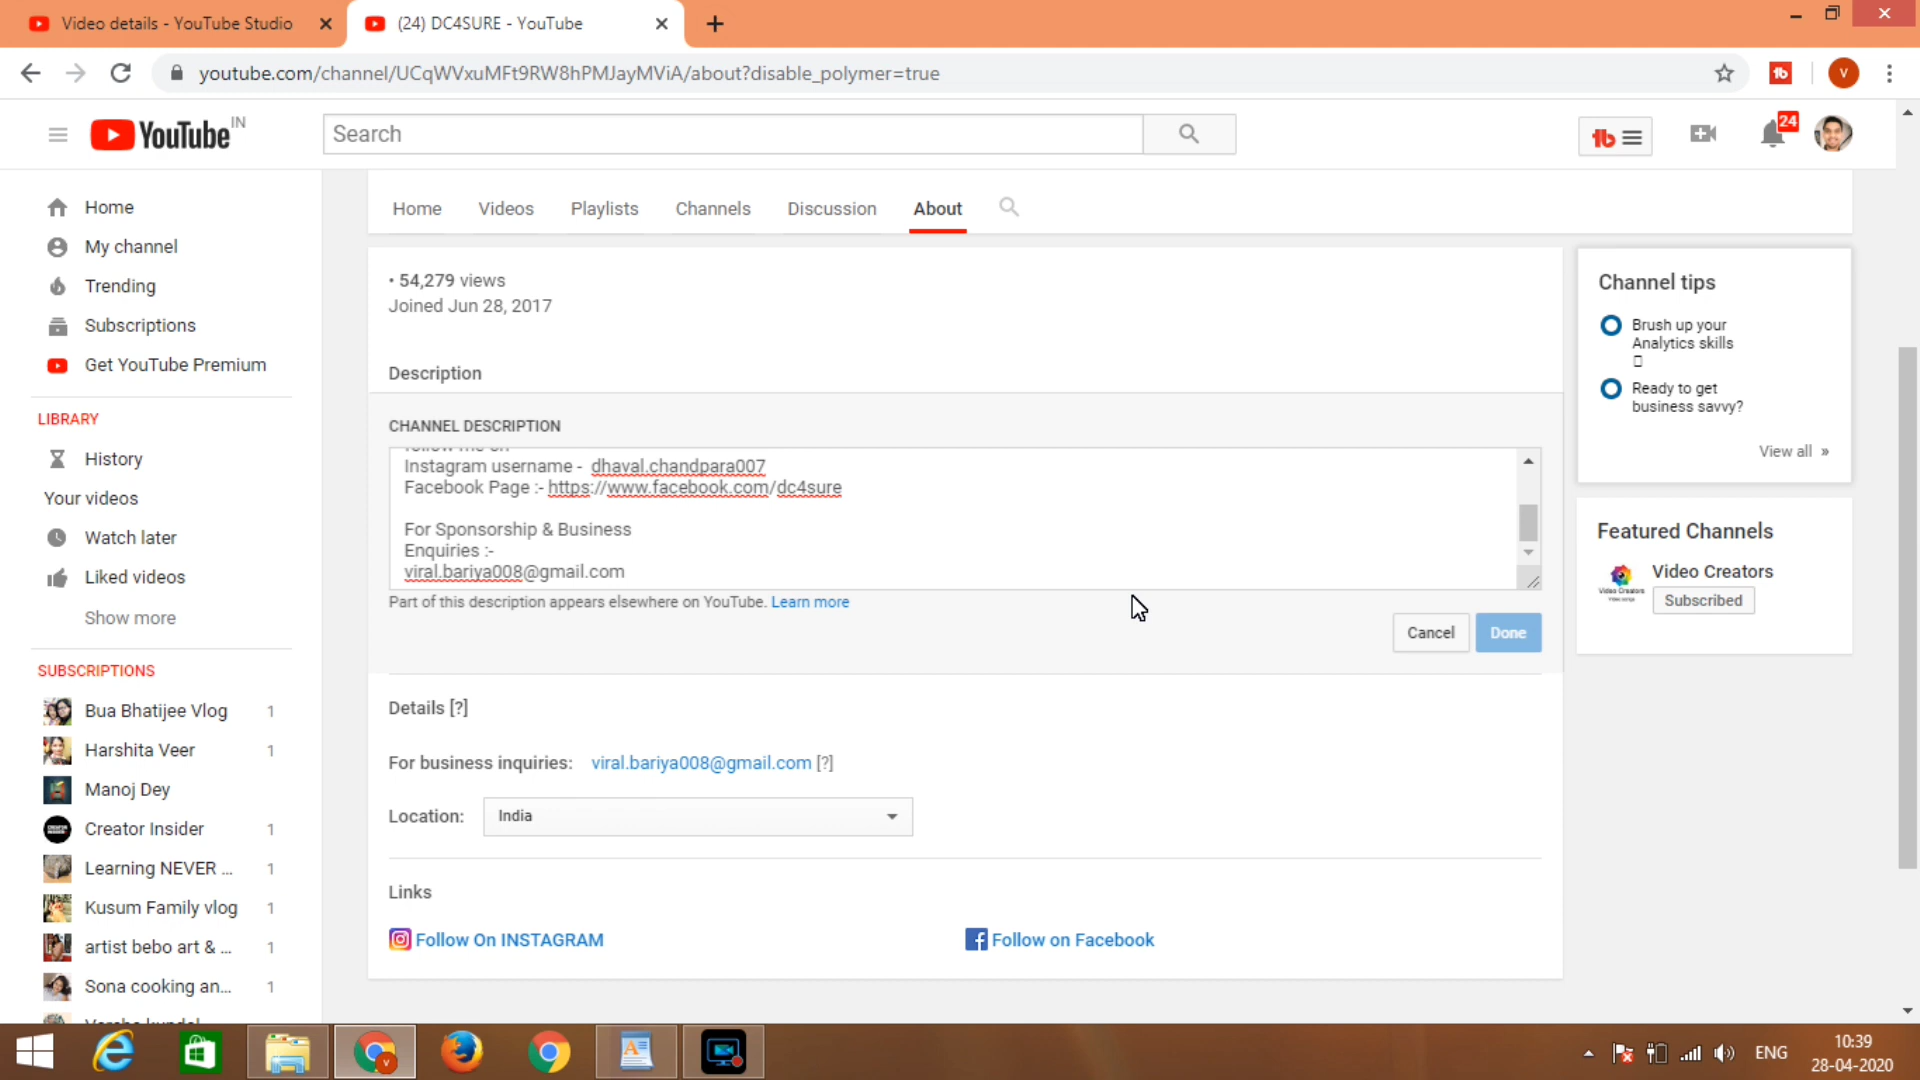 Video details - YouTube Studio
(24) DC4SURE - YouTube
youtube.com/channel/UCqWVxuMFt9RW8hPMJayMViA/about?disable_polymer=true
V
YouTube IN
Search
24
Home
My channel
Trending
Subscriptions
Get YouTube Premium
LIBRARY
History
Your videos
Watch later
Liked videos
Show more
SUBSCRIPTIONS
Bua Bhatijee Vlog 1
Harshita Veer 1
Manoj Dey
Creator Insider 1
Learning NEVER ... 1
Kusum Family vlog 1
artist bebo art & ... 1
Sona cooking an... 1
Home Videos Playlists Channels Discussion About
• 54,279 views
Joined Jun 28, 2017
Description
CHANNEL DESCRIPTION
Instagram username - dhaval.chandpara007
Facebook Page :- https://www.facebook.com/dc4sure
For Sponsorship & Business
Enquiries :-
viral.bariya008@gmail.com
Part of this description appears elsewhere on YouTube. Learn more
Cancel Done
Details [?]
For business inquiries: viral.bariya008@gmail.com [?]
Location: India
Links
Follow On INSTAGRAM
Follow on Facebook
Channel tips
Brush up your
Analytics skills
Ready to get
business savvy?
View all »
Featured Channels
Video Creators
Subscribed
ENG
10:39
28-04-2020